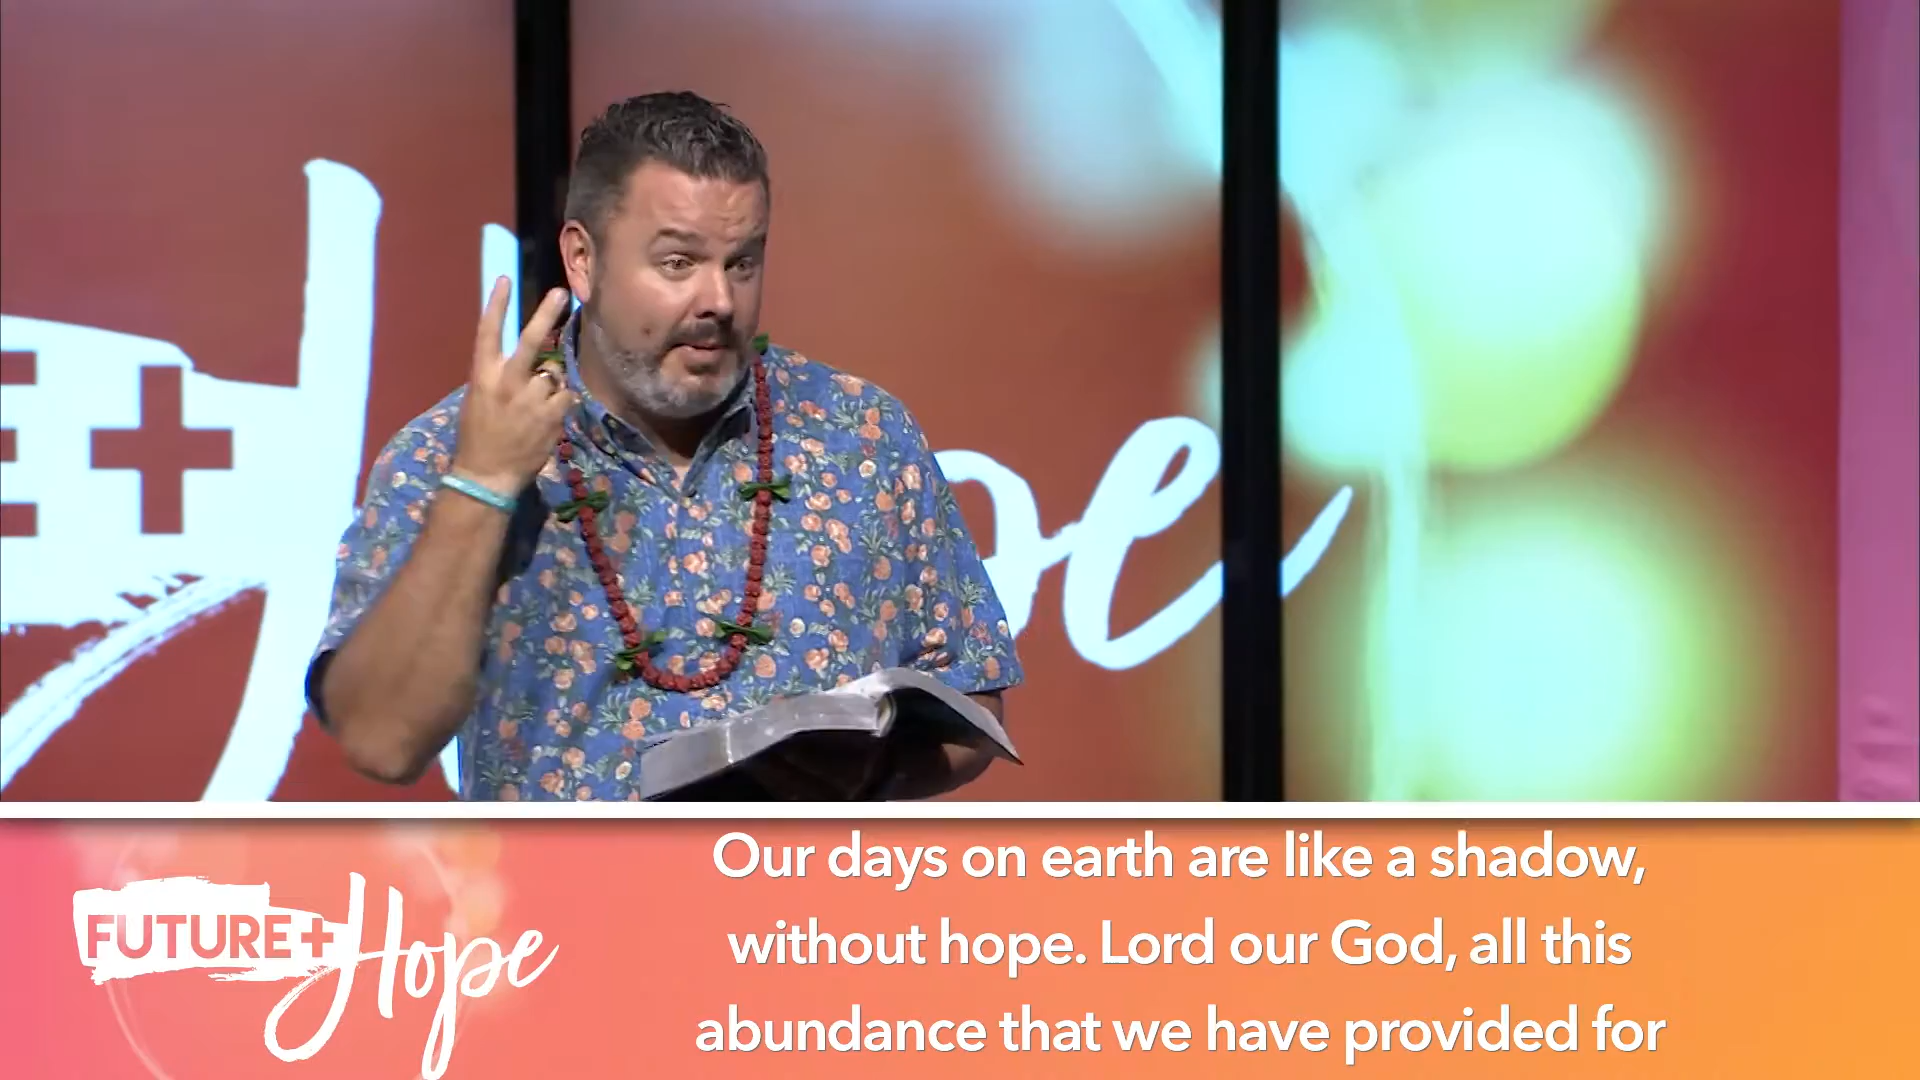 E + Hope
FUTURE + Hope
Our days on earth are like a shadow,
without hope. Lord our God, all this
abundance that we have provided for